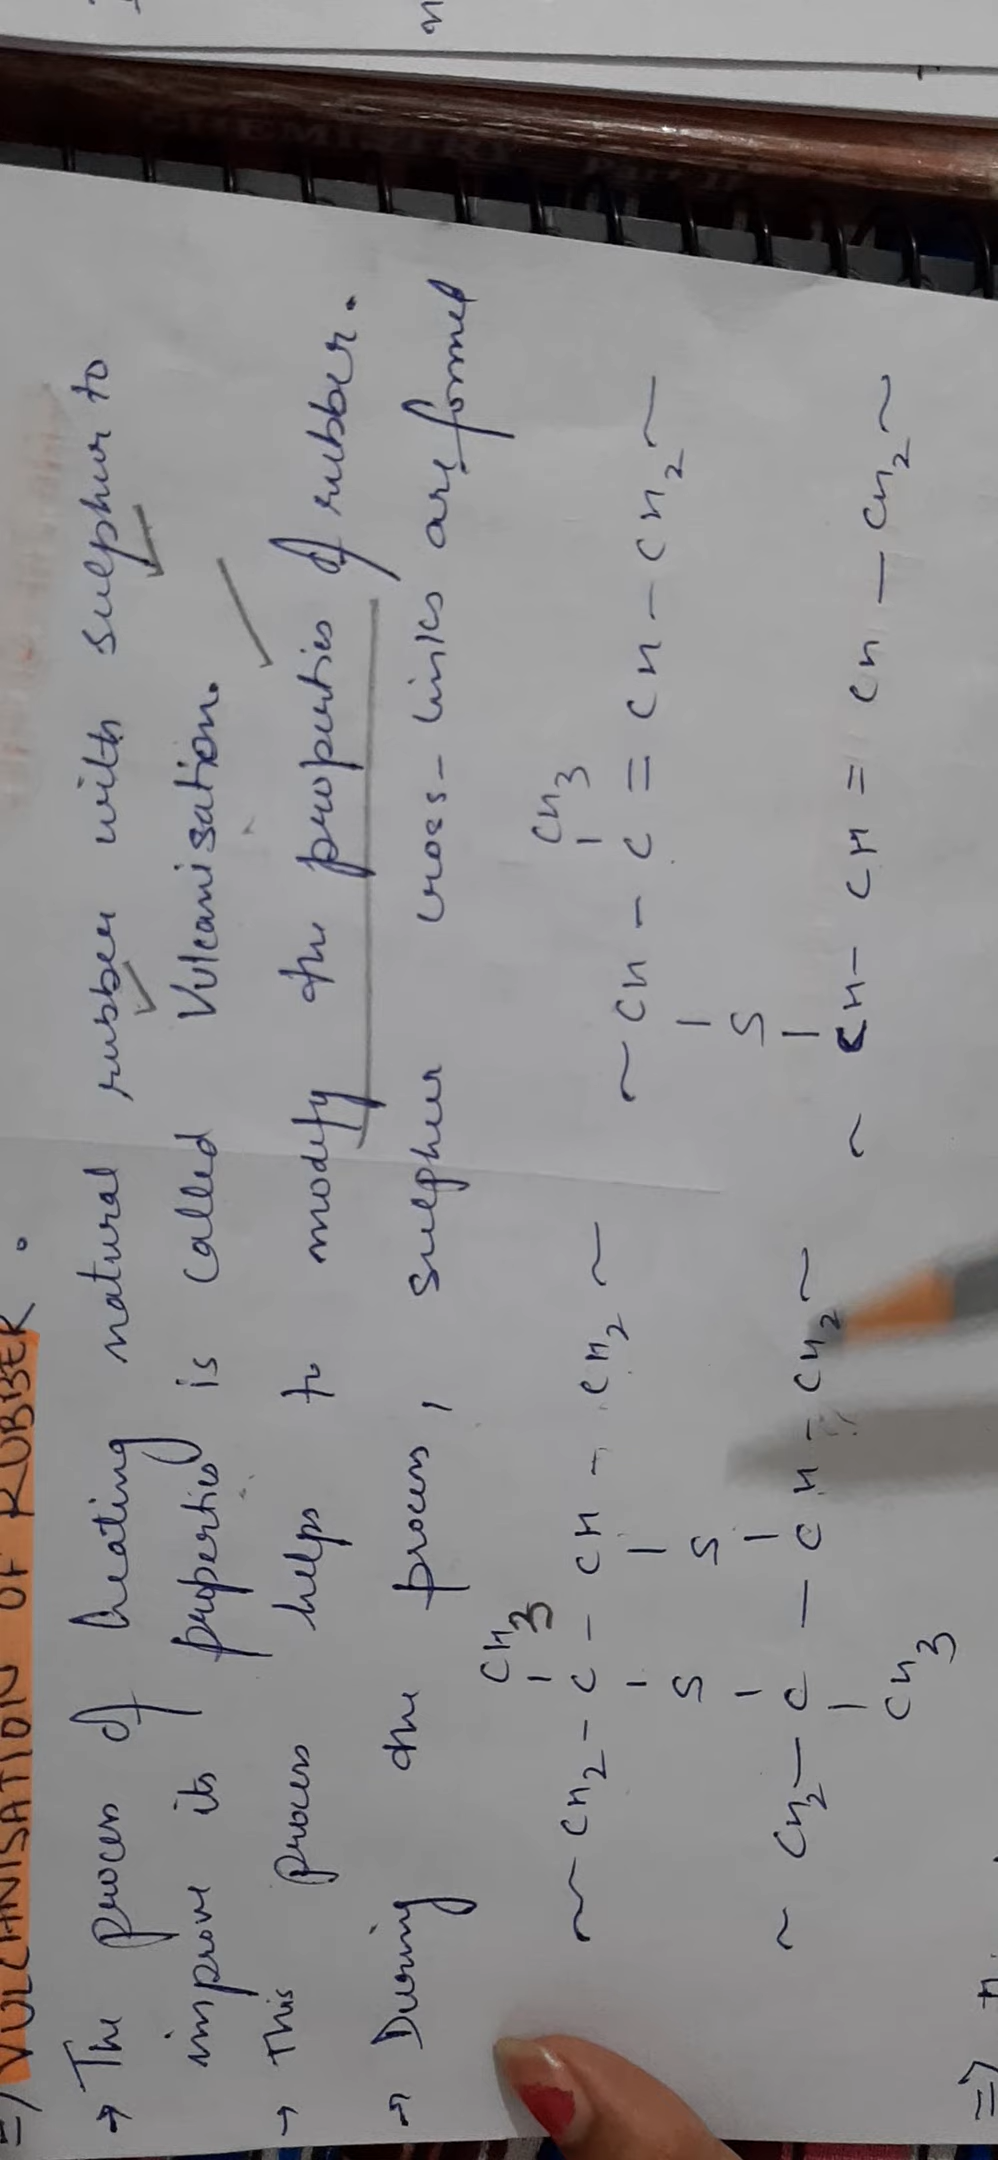 =) VULCANISATION OF RUBBER .
→ The process of heating natural rubber with sulphur to
improve its properties is called Vulcanisation.
→ This process helps to modify the properties of rubber.
→ During the process, sulpher cross-links are formed
CH3
~ CH2 - C - CH - CH2 ~
S S
~ CH2 - C - CH - CH2 ~
CH3
CH3
~ CH - C = CH - CH2 ~
S
~ CH - CH = CH - CH2 ~
=)